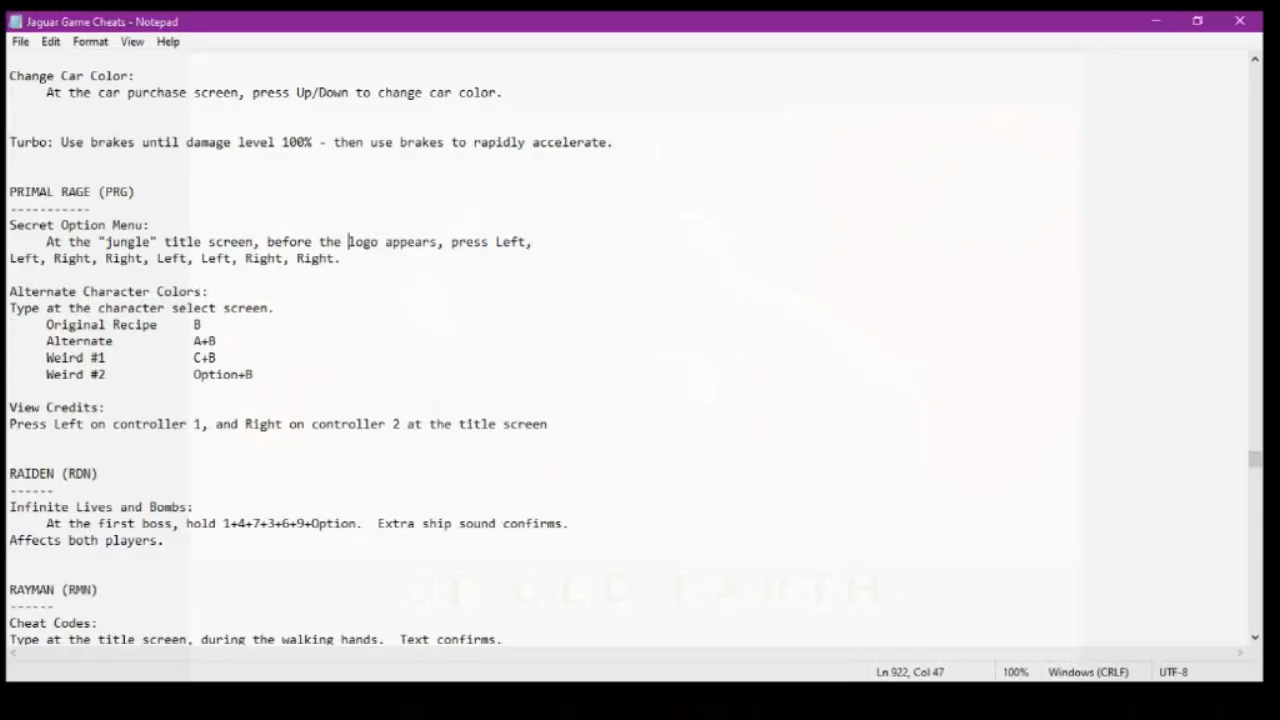 Jaguar Game Cheats - Notepad
File Edit Format View Help
Change Car Color:
At the car purchase screen, press Up/Down to change car color.
Turbo: Use brakes until damage level 100% - then use brakes to rapidly accelerate.
PRIMAL RAGE (PRG)
-----------
Secret Option Menu:
At the "jungle" title screen, before the logo appears, press Left,
Left, Right, Right, Left, Left, Right, Right.
Alternate Character Colors:
Type at the character select screen.
Original Recipe B
Alternate A+B
Weird #1 C+B
Weird #2 Option+B
View Credits:
Press Left on controller 1, and Right on controller 2 at the title screen
RAIDEN (RDN)
------
Infinite Lives and Bombs:
At the first boss, hold 1+4+7+3+6+9+Option.  Extra ship sound confirms.
Affects both players.
RAYMAN (RMN)
------
Cheat Codes:
Type at the title screen, during the walking hands.  Text confirms.
OF OLD EARTH
Ln 922, Col 47 100% Windows (CRLF) UTF-8